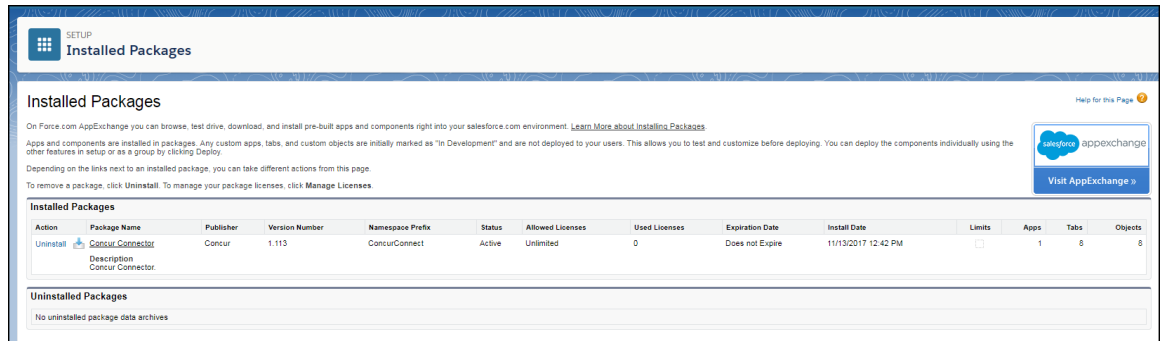 SETUP
Installed Packages
Installed Packages
Help for this Page
On Force.com AppExchange you can browse, test drive, download, and install pre-built apps and components right into your salesforce.com environment. Learn More about Installing Packages.
Apps and components are installed in packages. Any custom apps, tabs, and custom objects are initially marked as "In Development" and are not deployed to your users. This allows you to test and customize before deploying. You can deploy the components individually using the
other features in setup or as a group by clicking Deploy.
Depending on the links next to an installed package, you can take different actions from this page.
To remove a package, click Uninstall. To manage your package licenses, click Manage Licenses.
salesforce appexchange
Visit AppExchange »
Installed Packages
Action Package Name Publisher Version Number Namespace Prefix Status Allowed Licenses Used Licenses Expiration Date Install Date Limits Apps Tabs Objects
Uninstall Concur Connector Concur 1.113 ConcurConnect Active Unlimited 0 Does not Expire 11/13/2017 12:42 PM 1 8 8
Description
Concur Connector.
Uninstalled Packages
No uninstalled package data archives